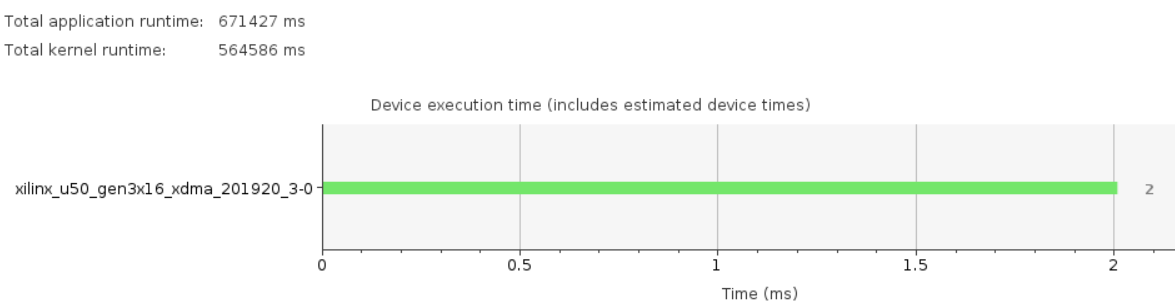 Total application runtime: 671427 ms
Total kernel runtime: 564586 ms
Device execution time (includes estimated device times)
xilinx_u50_gen3x16_xdma_201920_3-0
2
0 0.5 1 1.5 2
Time (ms)